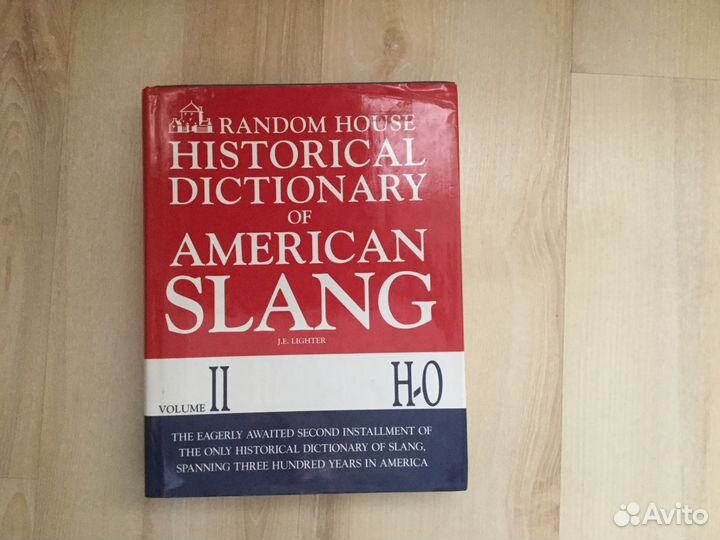 RANDOM HOUSE
HISTORICAL
DICTIONARY
OF
AMERICAN
SLANG
J.E. LIGHTER
VOLUME II H-O
THE EAGERLY AWAITED SECOND INSTALLMENT OF
THE ONLY HISTORICAL DICTIONARY OF SLANG,
SPANNING THREE HUNDRED YEARS IN AMERICA
Avito